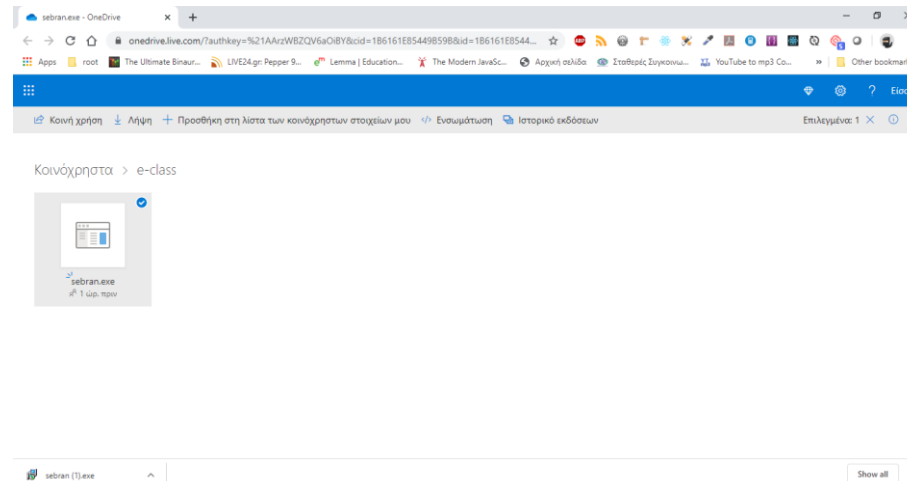 sebran.exe - OneDrive
onedrive.live.com/?authkey=%21AArzWBZQV6aOiBY&cid=1B6161E85449859B&id=1B6161E8544...
Apps root The Ultimate Binaur... LIVE24.gr: Pepper 9... Lemma | Education... The Modern JavaSc... Αρχική σελίδα Σταθερές Συγκοινω... YouTube to mp3 Co... » Other bookmar
Κοινή χρήση Λήψη Προσθήκη στη λίστα των κοινόχρηστων στοιχείων μου Ενσωμάτωση Ιστορικό εκδόσεων Επιλεγμένα: 1
Κοινόχρηστα > e-class
sebran.exe
1 ώρ. πριν
sebran (1).exe Show all